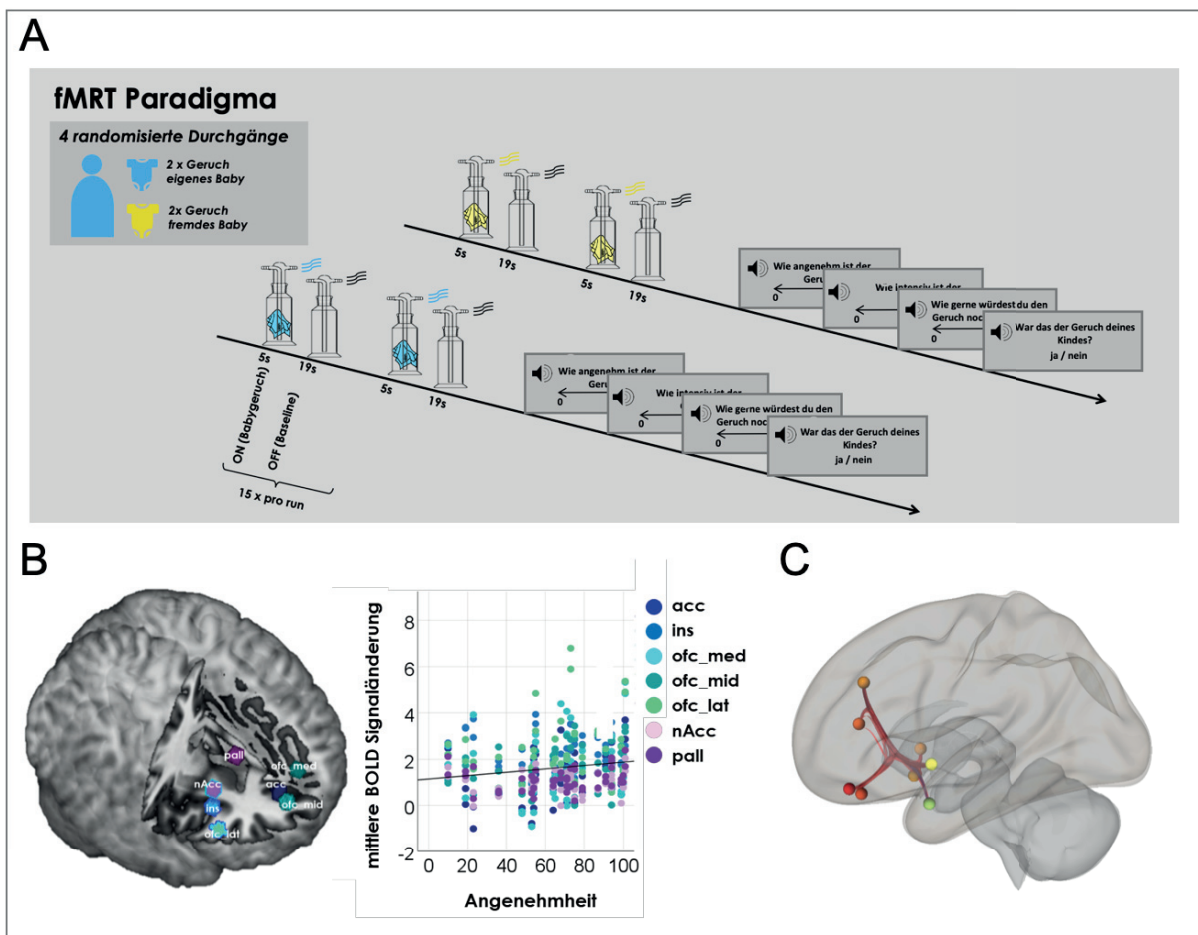 A
fMRT Paradigma
4 randomisierte Durchgänge
2 x Geruch
eigenes Baby
2x Geruch
fremdes Baby
5s
19s
5s
19s
Wie angenehm ist der
0
Wie intensiv ist der
0
Wie gerne würdest du den
Geruch noc
0
War das der Geruch deines
Kindes?
ja / nein
5s
19s
5s
19s
ON (Babygeruch)
OFF (Baseline)
15 x pro run
Wie angenehm ist der
0
Wie intensiv ist der
0
Wie gerne würdest du den
Geruch noc
0
War das der Geruch deines
Kindes?
ja / nein
B
pall
ofc_med
nAcc
acc
ins
ofc_mid
ofc_lat
mittlere BOLD Signaländerung
8
6
4
2
0
-2
0
20
40
60
80
100
Angenehmheit
acc
ins
ofc_med
ofc_mid
ofc_lat
nAcc
pall
C